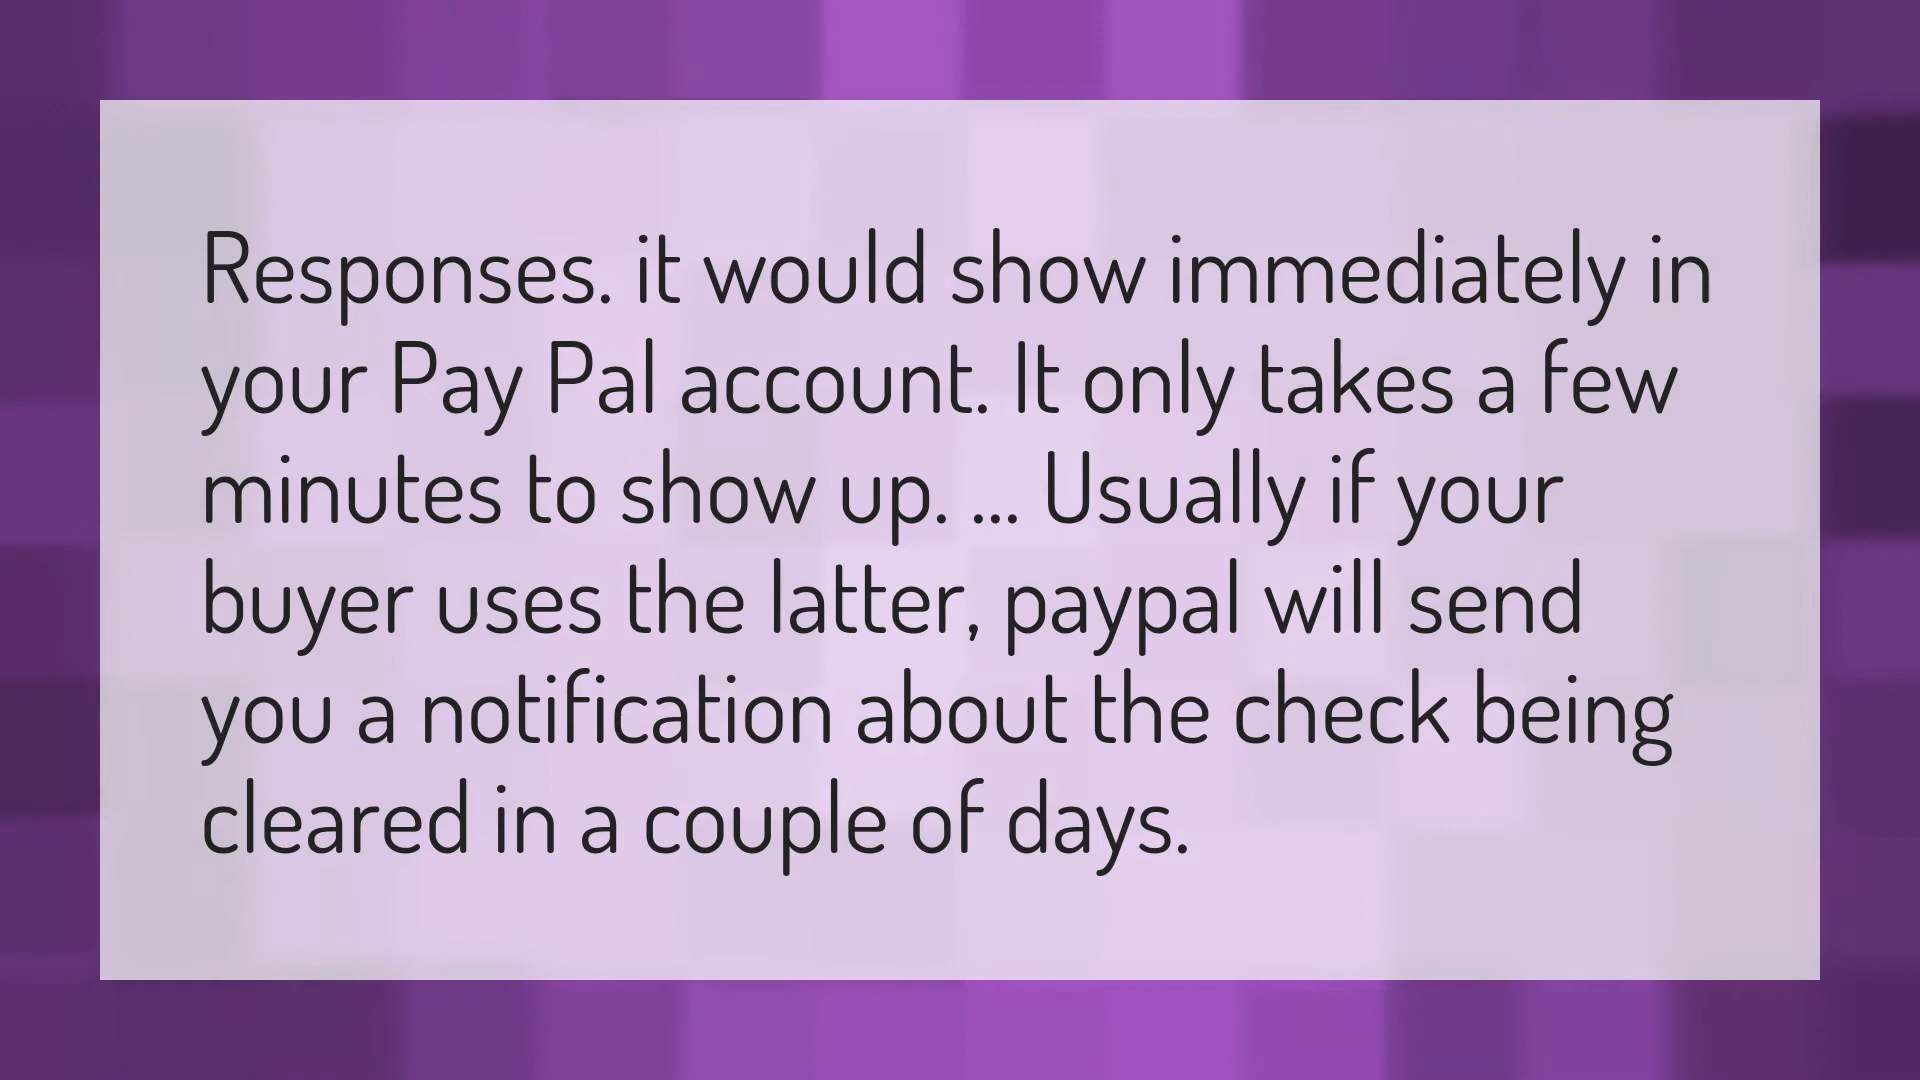 Responses. it would show immediately in
your Pay Pal account. It only takes a few
minutes to show up. ... Usually if your
buyer uses the latter, paypal will send
you a notification about the check being
cleared in a couple of days.